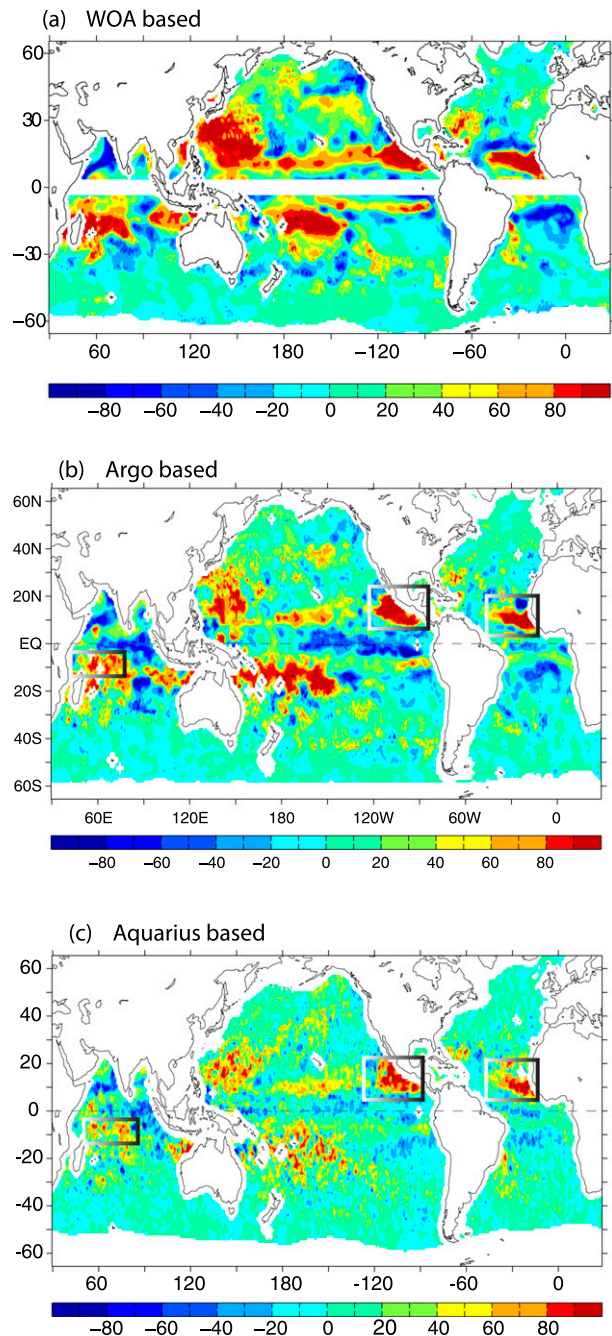 (a) WOA based
60
30
0
−30
−60
60 120 180 −120 −60 0
−80 −60 −40 −20 0 20 40 60 80
(b) Argo based
60N
40N
20N
EQ
20S
40S
60S
60E 120E 180 120W 60W 0
−80 −60 −40 −20 0 20 40 60 80
(c) Aquarius based
60
40
20
0
-20
-40
-60
60 120 180 -120 -60 0
−80 −60 −40 −20 0 20 40 60 80